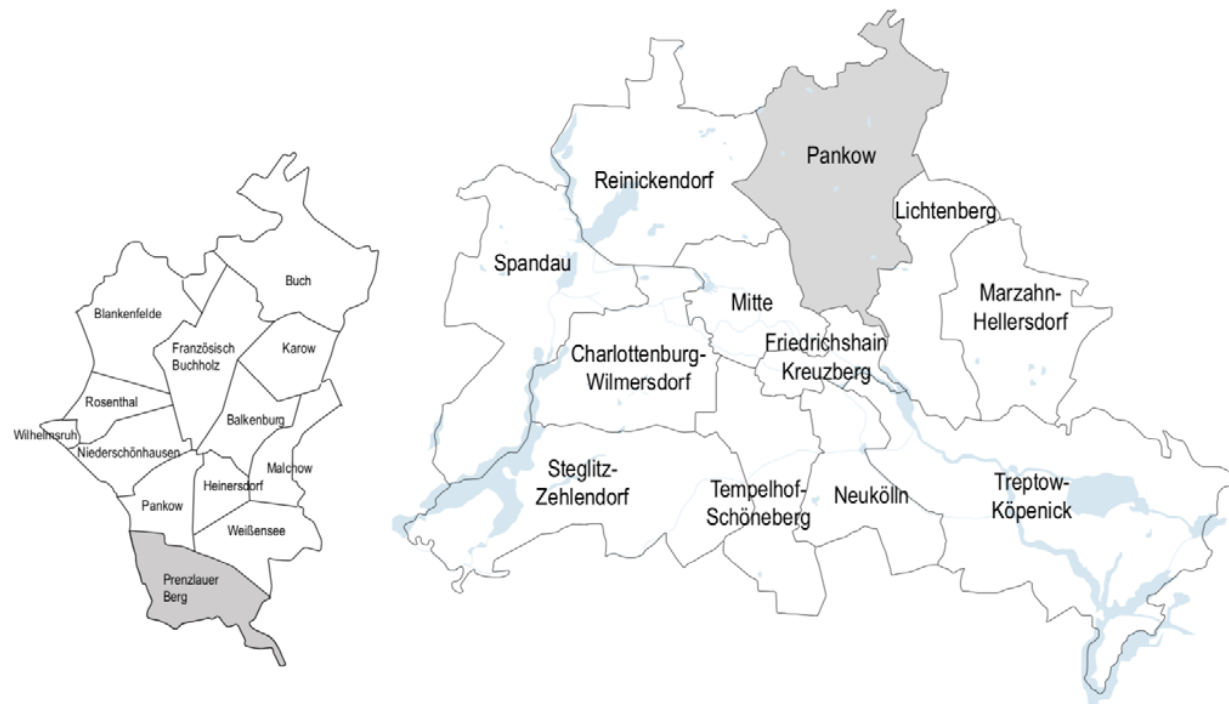 Buch
Blankenfelde
Französisch
Buchholz
Karow
Rosenthal
Balkenburg
Wilhelmsruh
Niederschönhausen
Malchow
Heinersdorf
Pankow
Weißensee
Prenzlauer
Berg
Pankow
Reinickendorf
Lichtenberg
Spandau
Mitte
Marzahn-
Hellersdorf
Friedrichshain
Kreuzberg
Charlottenburg-
Wilmersdorf
Steglitz-
Zehlendorf
Tempelhof-
Schöneberg
Neukölln
Treptow-
Köpenick